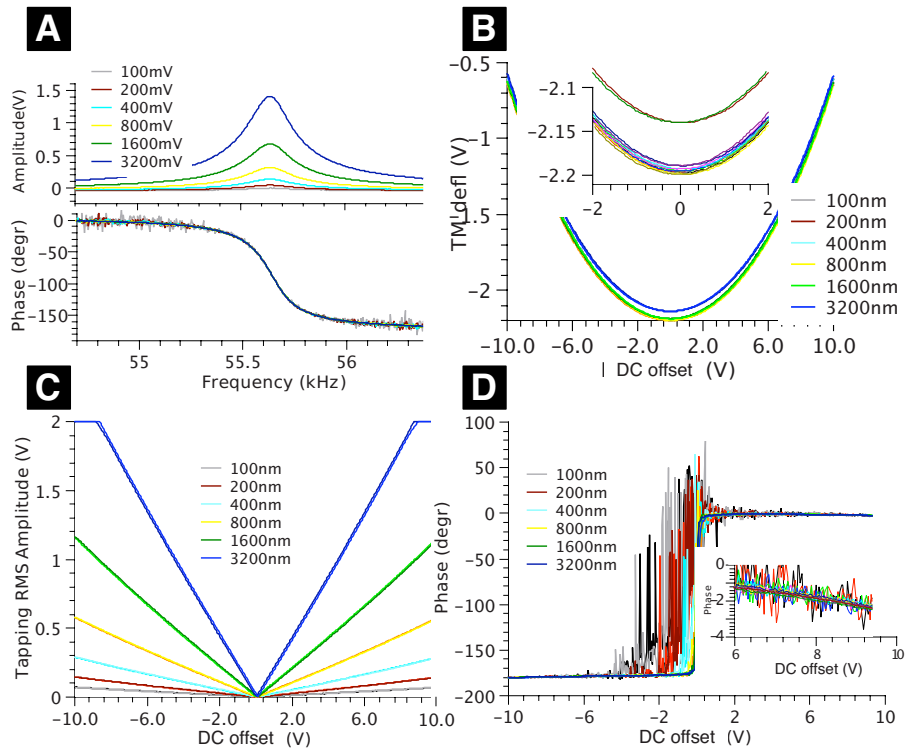 A
100mV
200mV
400mV
800mV
1600mV
3200mV
Amplitude(V)
1.5
1.0
0.5
0
Phase (degr)
0
−50
−100
−150
55
55.5
56
Frequency (kHz)
B
TM defl (V)
−0.5
−1
−1.5
−2
−2.1
−2.15
−2.2
−2
0
2
100nm
200nm
400nm
800nm
1600nm
3200nm
−10.0
−6.0
−2.0
2.0
6.0
10.0
DC offset (V)
C
Tapping RMS Amplitude (V)
2
1.5
1
0.5
0
100nm
200nm
400nm
800nm
1600nm
3200nm
−10.0
−6.0
−2.0
2.0
6.0
10.0
DC offset (V)
D
Phase (degr)
100
50
0
−50
−100
−150
−200
100nm
200nm
400nm
800nm
1600nm
3200nm
Phase
0
−2
−4
6
8
10
DC offset (V)
−10
−6
−2
2
6
10
DC offset (V)